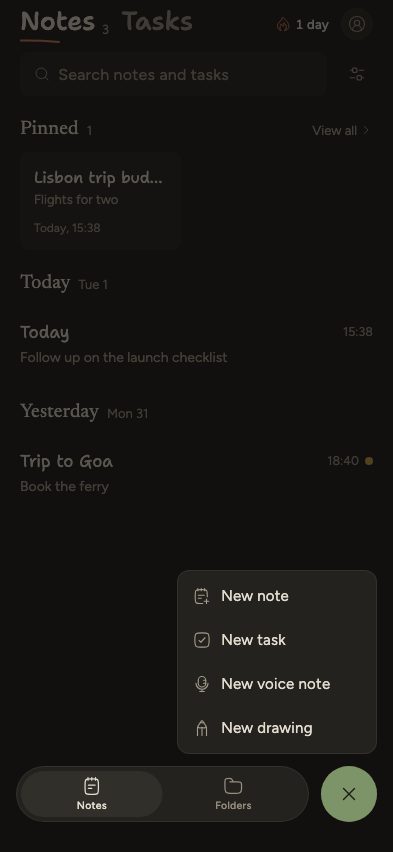 Notes 3 Tasks 1 day
Search notes and tasks
Pinned 1 View all
Lisbon trip bud...
Flights for two
Today, 15:38
Today Tue 1
Today 15:38
Follow up on the launch checklist
Yesterday Mon 31
Trip to Goa 18:40
Book the ferry
New note
New task
New voice note
New drawing
Notes Folders